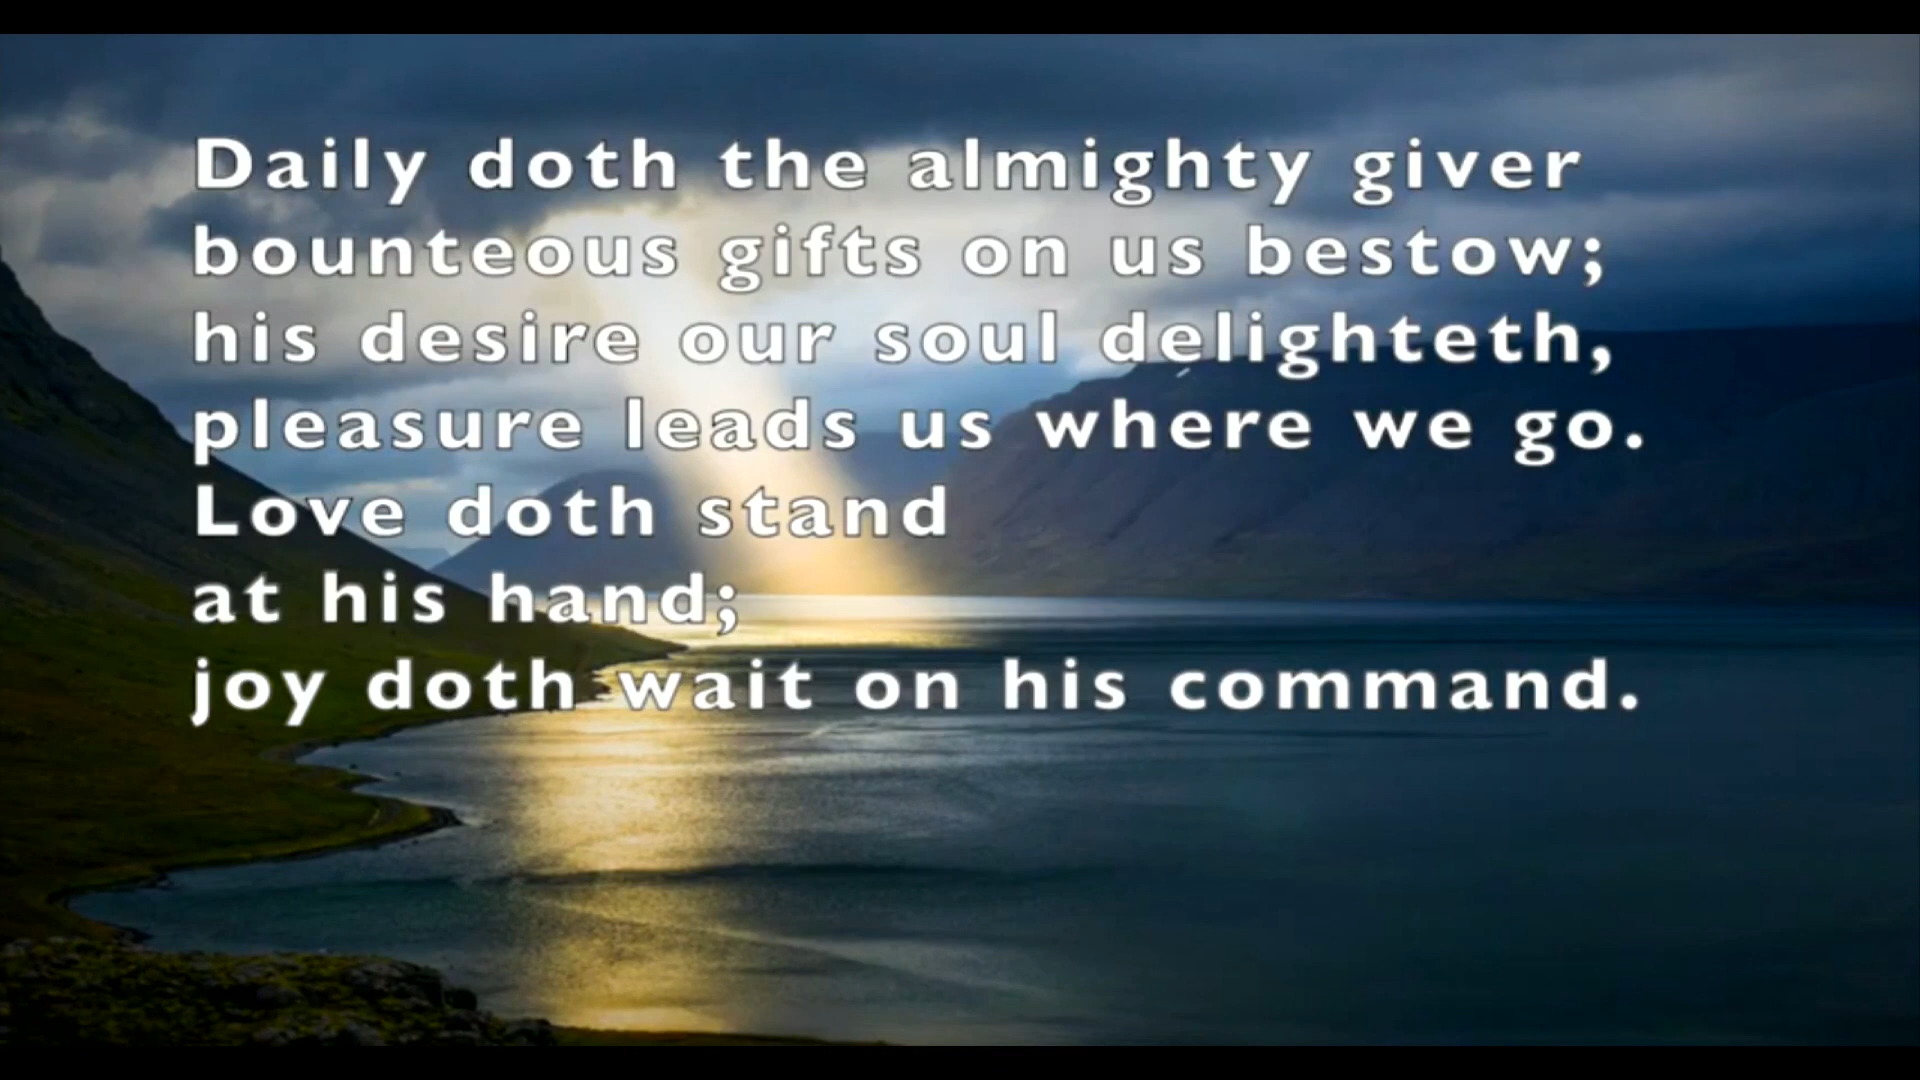 Daily doth the almighty giver
bounteous gifts on us bestow;
his desire our soul delighteth,
pleasure leads us where we go.
Love doth stand
at his hand;
joy doth wait on his command.